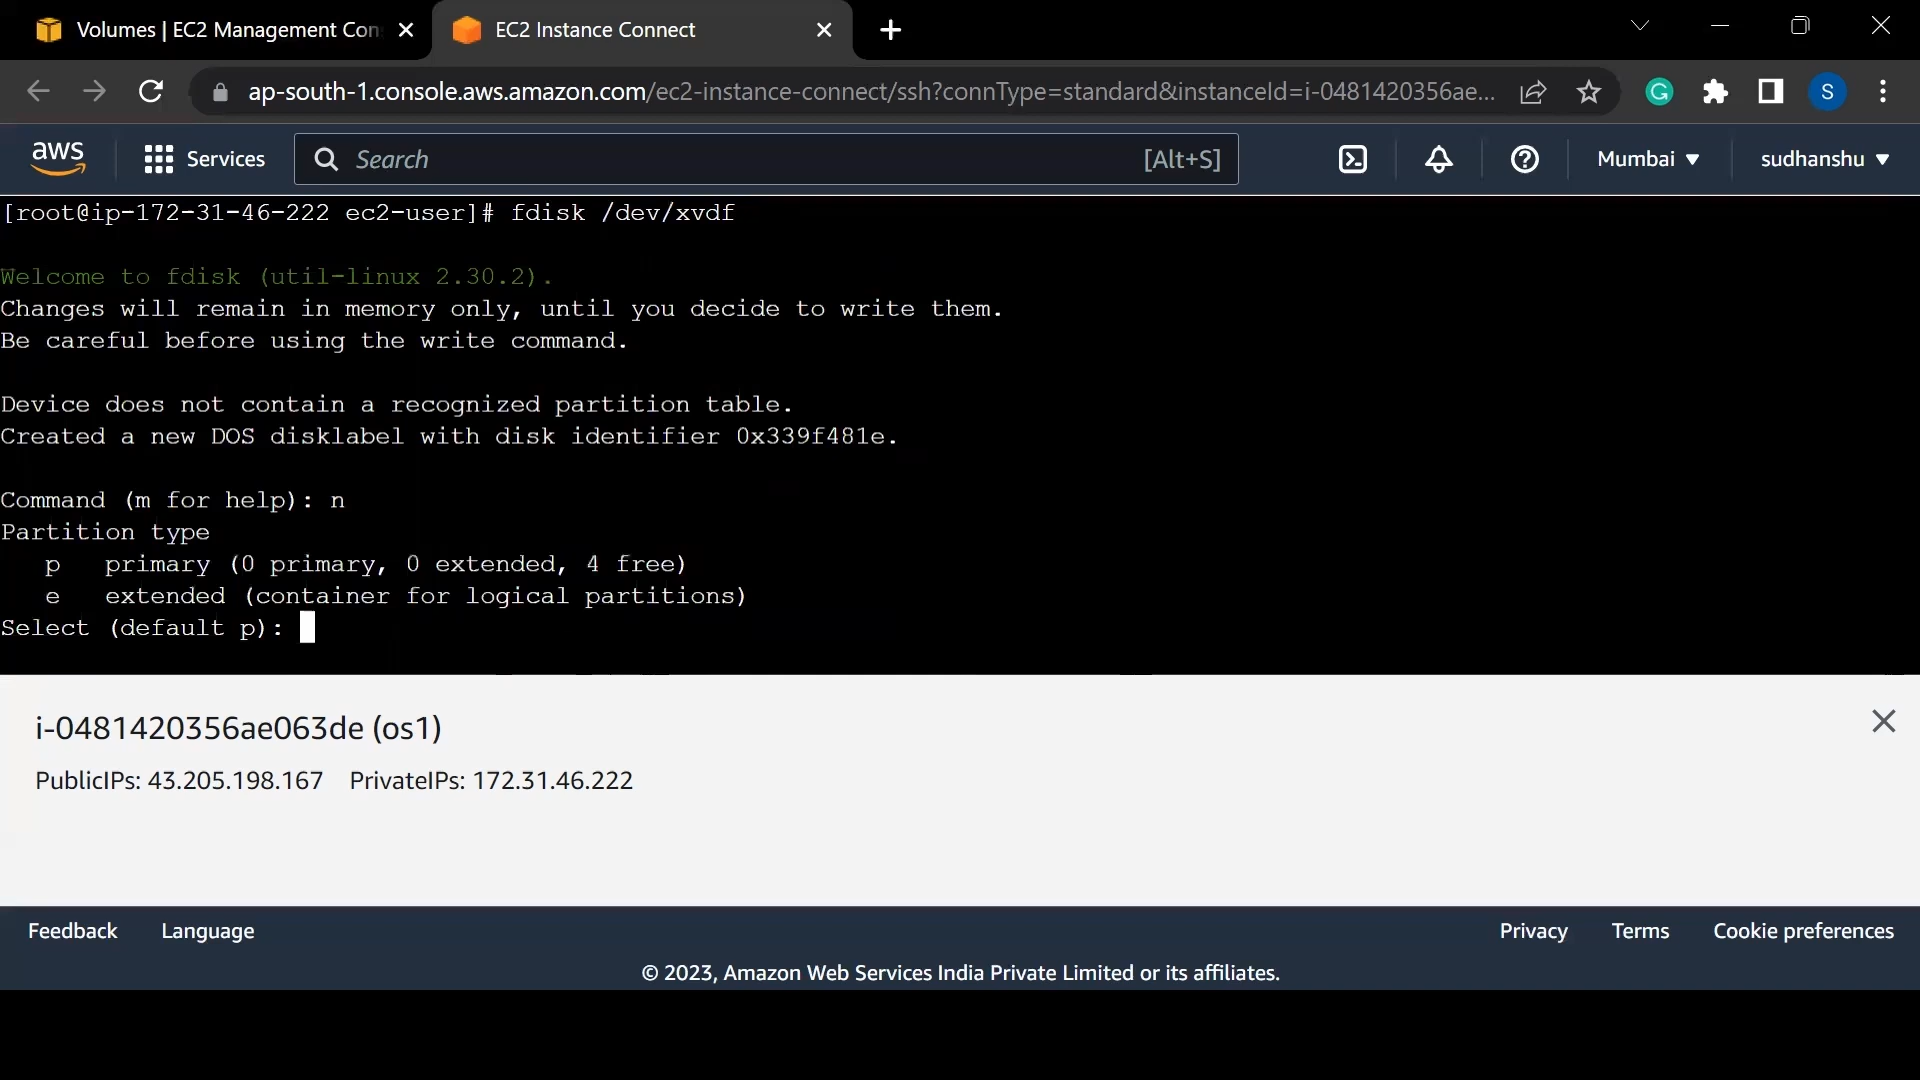 Volumes | EC2 Management Con
EC2 Instance Connect
ap-south-1.console.aws.amazon.com/ec2-instance-connect/ssh?connType=standard&instanceId=i-0481420356ae...
G
S
aws
Services
Search
[Alt+S]
Mumbai
sudhanshu
[root@ip-172-31-46-222 ec2-user]# fdisk /dev/xvdf
Welcome to fdisk (util-linux 2.30.2).
Changes will remain in memory only, until you decide to write them.
Be careful before using the write command.
Device does not contain a recognized partition table.
Created a new DOS disklabel with disk identifier 0x339f481e.
Command (m for help): n
Partition type
p primary (0 primary, 0 extended, 4 free)
e extended (container for logical partitions)
Select (default p):
i-0481420356ae063de (os1)
PublicIPs: 43.205.198.167 PrivateIPs: 172.31.46.222
Feedback Language
Privacy Terms Cookie preferences
© 2023, Amazon Web Services India Private Limited or its affiliates.